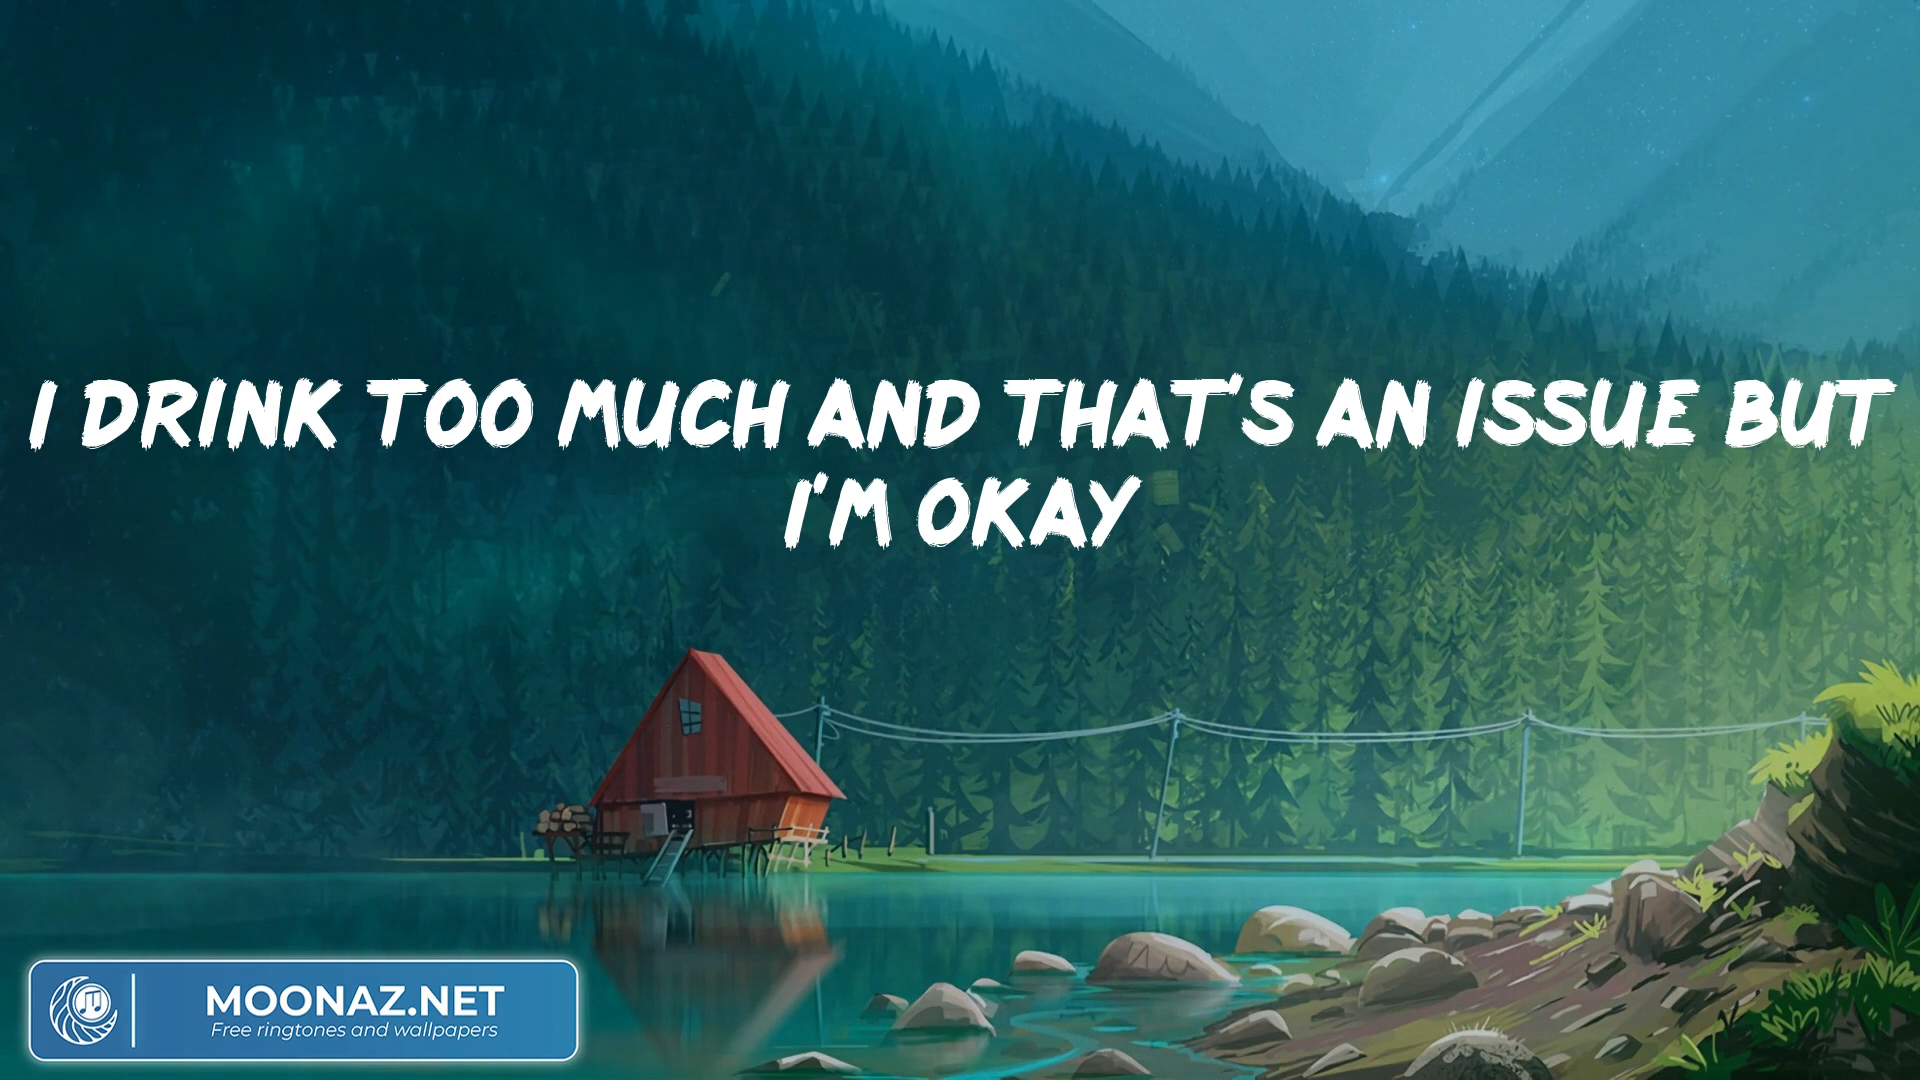 I DRINK TOO MUCH AND THAT'S AN ISSUE BUT
I'M OKAY
MOONAZ.NET
Free ringtones and wallpapers